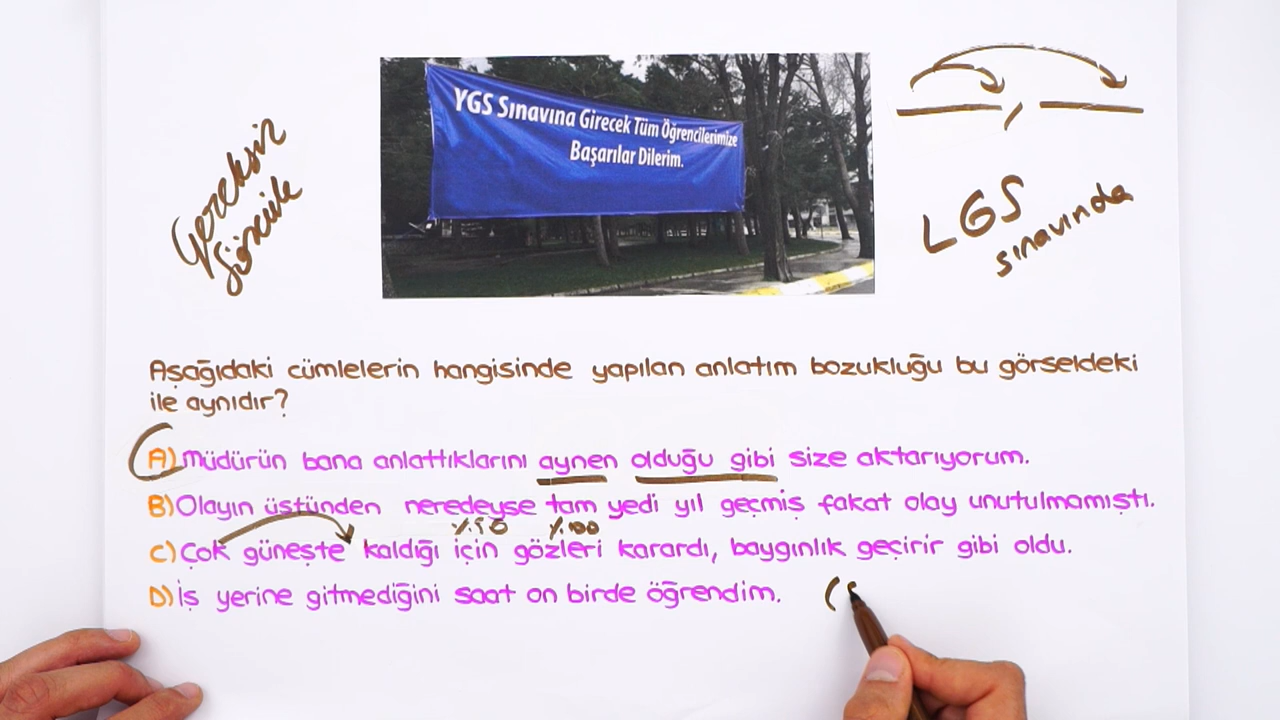 YGS Sınavına Girecek Tüm Öğrencilerimize
Başarılar Dilerim.
Gereksiz
Sözcük
LGS
sınavında
Aşağıdaki cümlelerin hangisinde yapılan anlatım bozukluğu bu görseldeki
ile aynıdır?
A) Müdürün bana anlattıklarını aynen olduğu gibi size aktarıyorum.
B) Olayın üstünden neredeyse tam yedi yıl geçmiş fakat olay unutulmamıştı.
%90 %100
C) Çok güneşte kaldığı için gözleri karardı, baygınlık geçirir gibi oldu.
D) İş yerine gitmediğini saat on birde öğrendim.